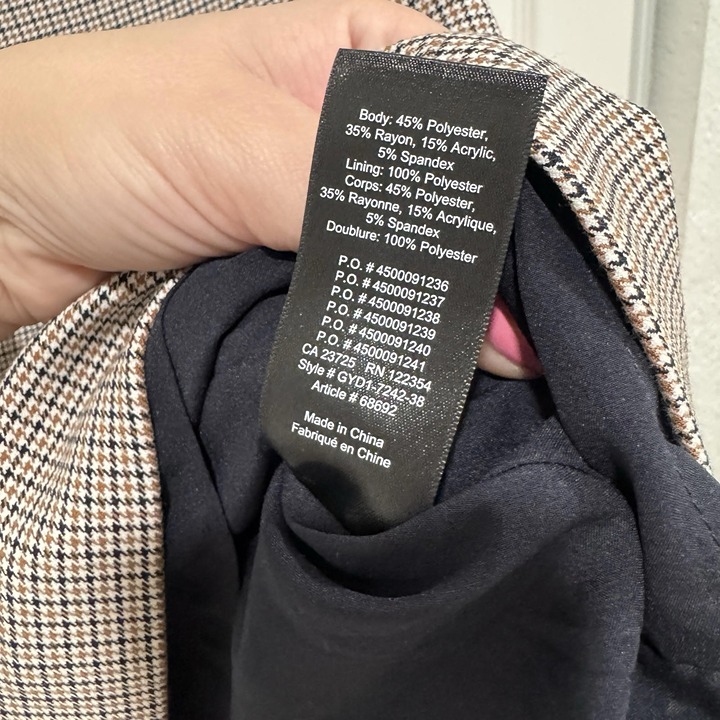 Body: 45% Polyester,
35% Rayon, 15% Acrylic,
5% Spandex
Lining: 100% Polyester
Corps: 45% Polyester,
35% Rayonne, 15% Acrylique,
5% Spandex
Doublure: 100% Polyester
P.O. # 4500091236
P.O. # 4500091237
P.O. # 4500091238
P.O. # 4500091239
P.O. # 4500091240
P.O. # 4500091241
CA 23725 RN 122354
Style # GYD1-7242-38
Article # 68692
Made in China
Fabriqué en Chine